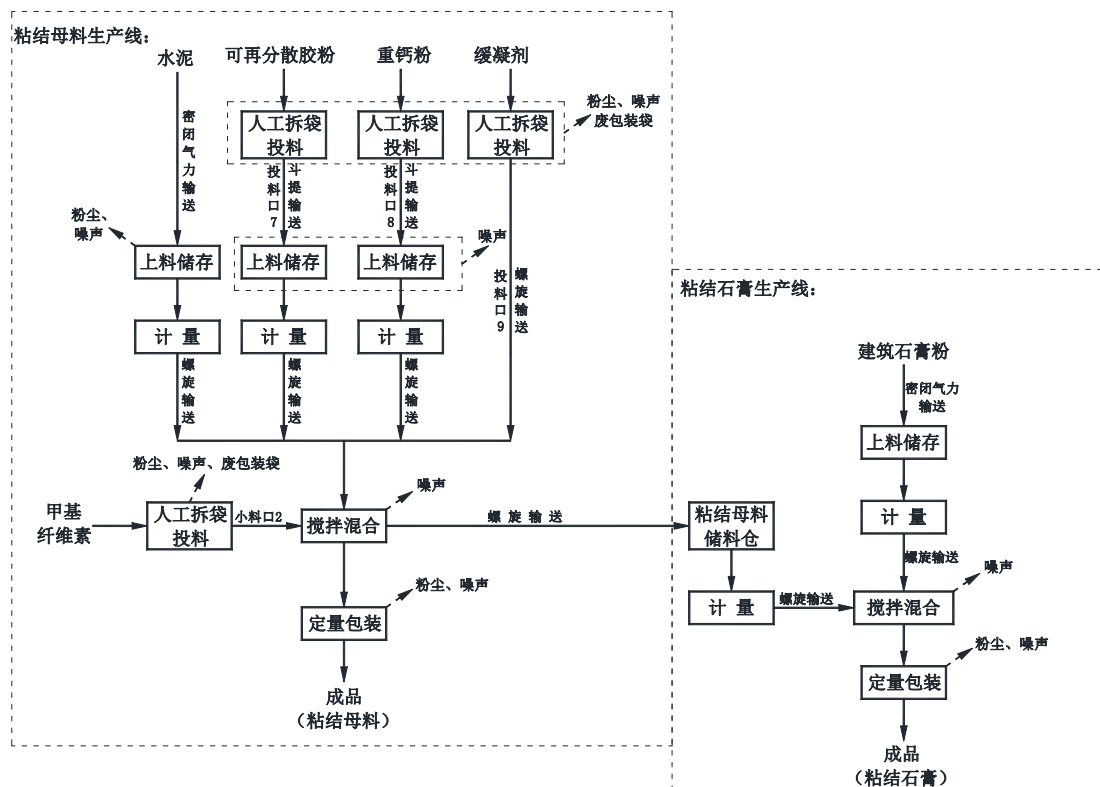 粘结母料生产线：
水泥
可再分散胶粉
重钙粉
缓凝剂
密闭气力输送
人工拆袋
投料
人工拆袋
投料
人工拆袋
投料
粉尘、噪声
废包装袋
投料口7
斗提输送
投料口8
斗提输送
粉尘、
噪声
上料储存
上料储存
上料储存
噪声
投料口9
螺旋输送
计 量
计 量
计 量
螺旋输送
螺旋输送
螺旋输送
粉尘、噪声、废包装袋
甲基
纤维素
人工拆袋
投料
小料口2
搅拌混合
噪声
螺 旋 输 送
定量包装
粉尘、噪声
成品
（粘结母料）
粘结石膏生产线：
建筑石膏粉
密闭气力
输送
上料储存
计 量
粘结母料
储料仓
螺旋输送
计 量
螺旋输送
搅拌混合
噪声
定量包装
粉尘、噪声
成品
（粘结石膏）